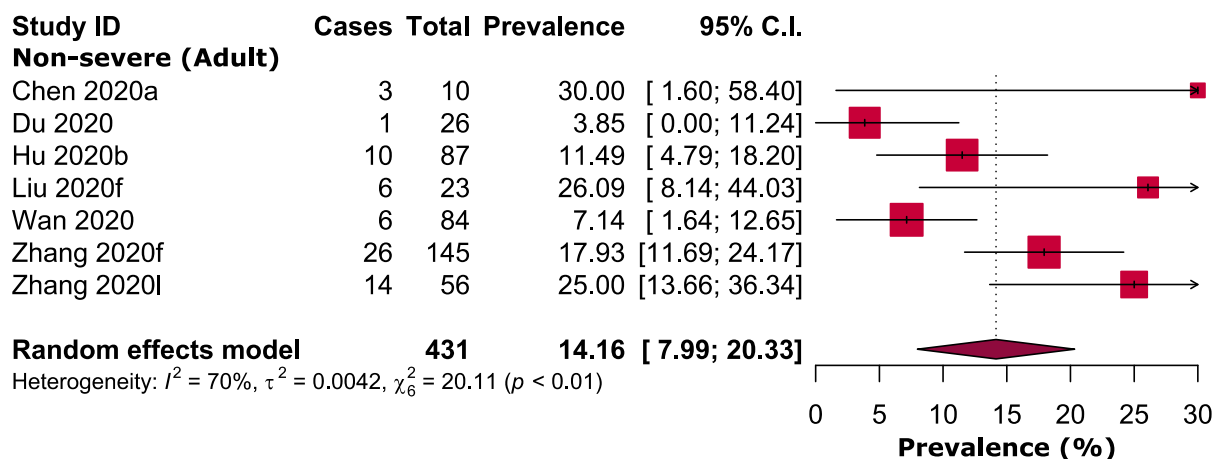 Study ID Cases Total Prevalence 95% C.I.
Non-severe (Adult)
Chen 2020a 3 10 30.00 [ 1.60; 58.40]
Du 2020 1 26 3.85 [ 0.00; 11.24]
Hu 2020b 10 87 11.49 [ 4.79; 18.20]
Liu 2020f 6 23 26.09 [ 8.14; 44.03]
Wan 2020 6 84 7.14 [ 1.64; 12.65]
Zhang 2020f 26 145 17.93 [11.69; 24.17]
Zhang 2020l 14 56 25.00 [13.66; 36.34]
Random effects model 431 14.16 [ 7.99; 20.33]
Heterogeneity: I² = 70%, τ² = 0.0042, χ²₆ = 20.11 (p < 0.01)
0 5 10 15 20 25 30
Prevalence (%)